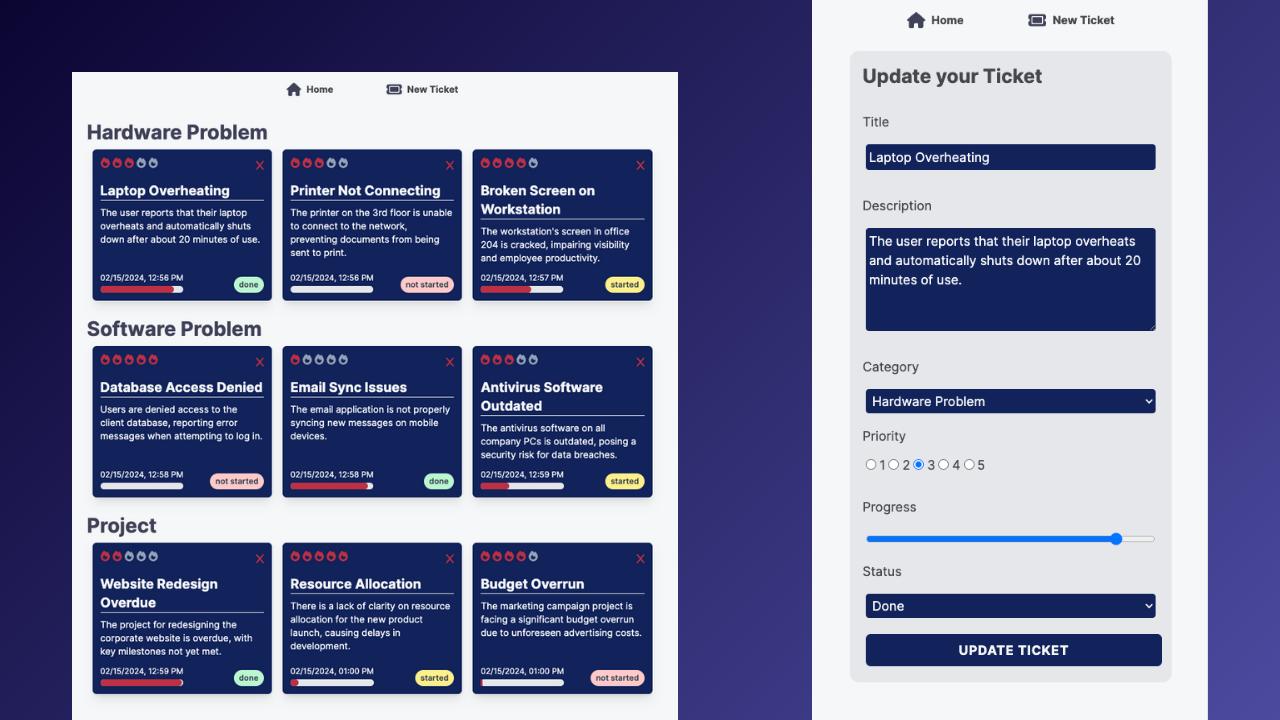 Home
New Ticket
Hardware Problem
X
Laptop Overheating
The user reports that their laptop
overheats and automatically shuts
down after about 20 minutes of use.
02/15/2024, 12:56 PM
done
X
Printer Not Connecting
The printer on the 3rd floor is unable
to connect to the network,
preventing documents from being
sent to print.
02/15/2024, 12:56 PM
not started
X
Broken Screen on
Workstation
The workstation's screen in office
204 is cracked, impairing visibility
and employee productivity.
02/15/2024, 12:57 PM
started
Software Problem
X
Database Access Denied
Users are denied access to the
client database, reporting error
messages when attempting to log in.
02/15/2024, 12:58 PM
not started
X
Email Sync Issues
The email application is not properly
syncing new messages on mobile
devices.
02/15/2024, 12:58 PM
done
X
Antivirus Software
Outdated
The antivirus software on all
company PCs is outdated, posing a
security risk for data breaches.
02/15/2024, 12:59 PM
started
Project
X
Website Redesign
Overdue
The project for redesigning the
corporate website is overdue, with
key milestones not yet met.
02/15/2024, 12:59 PM
done
X
Resource Allocation
There is a lack of clarity on resource
allocation for the new product
launch, causing delays in
development.
02/15/2024, 01:00 PM
started
X
Budget Overrun
The marketing campaign project is
facing a significant budget overrun
due to unforeseen advertising costs.
02/15/2024, 01:00 PM
not started
Home
New Ticket
Update your Ticket
Title
Laptop Overheating
Description
The user reports that their laptop overheats
and automatically shuts down after about 20
minutes of use.
Category
Hardware Problem
Priority
1 2 3 4 5
Progress
Status
Done
UPDATE TICKET